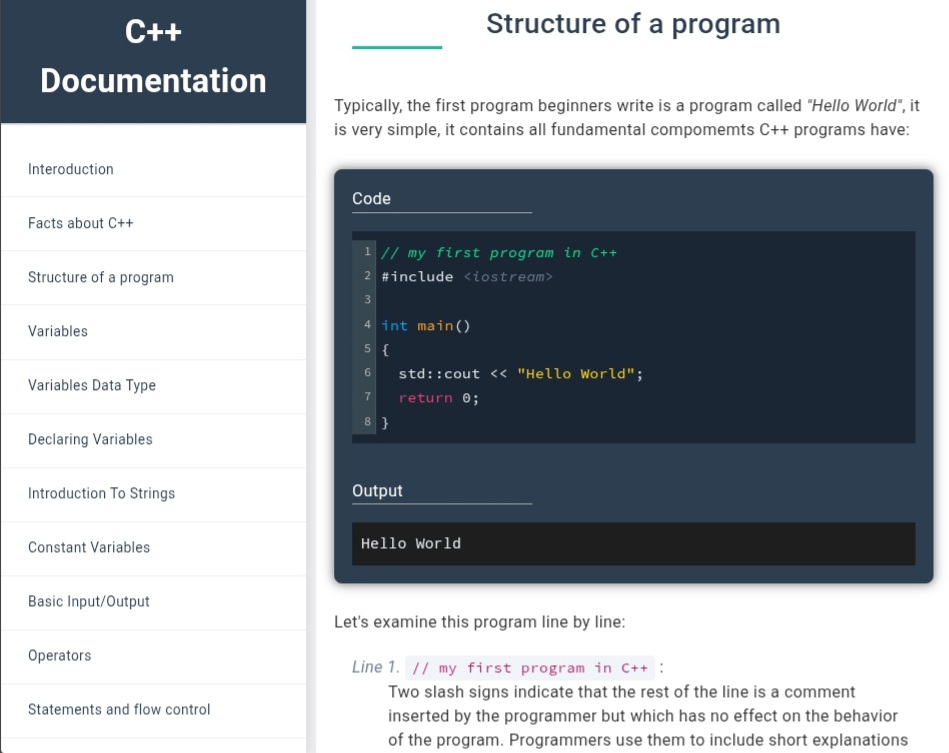 C++
Documentation
Interoduction
Facts about C++
Structure of a program
Variables
Variables Data Type
Declaring Variables
Introduction To Strings
Constant Variables
Basic Input/Output
Operators
Statements and flow control
Structure of a program
Typically, the first program beginners write is a program called "Hello World", it
is very simple, it contains all fundamental compomemts C++ programs have:
Code
1 // my first program in C++
2 #include <iostream>
3
4 int main()
5 {
6   std::cout << "Hello World";
7   return 0;
8 }
Output
Hello World
Let's examine this program line by line:
Line 1. // my first program in C++ :
Two slash signs indicate that the rest of the line is a comment
inserted by the programmer but which has no effect on the behavior
of the program. Programmers use them to include short explanations